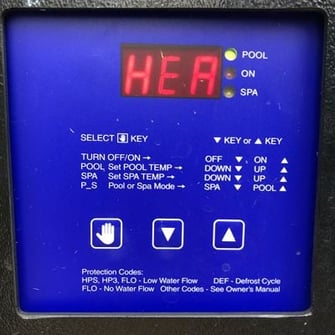 HEA
POOL
ON
SPA
SELECT KEY ▼ KEY or ▲ KEY
TURN OFF/ON → OFF ▼ ON ▲
POOL Set POOL TEMP → DOWN ▼ UP ▲
SPA Set SPA TEMP → DOWN ▼ UP ▲
P_S Pool or Spa Mode → SPA ▼ POOL ▲
Protection Codes:
HPS, HP3, FLO - Low Water Flow DEF - Defrost Cycle
FLO - No Water Flow Other Codes - See Owner's Manual